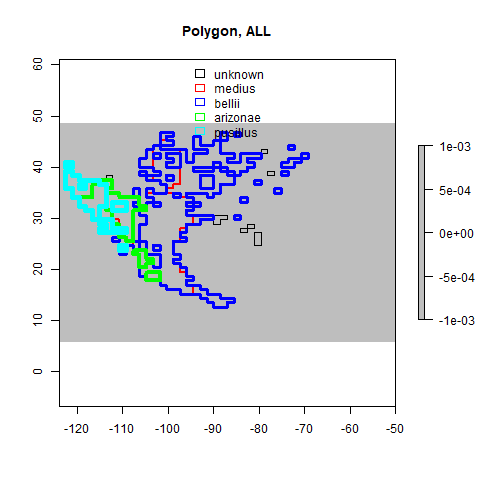 Polygon, ALL
unknown
medius
bellii
arizonae
pusillus
60
50
40
30
20
10
0
-120
-110
-100
-90
-80
-70
-60
-50
1e-03
5e-04
0e+00
-5e-04
-1e-03